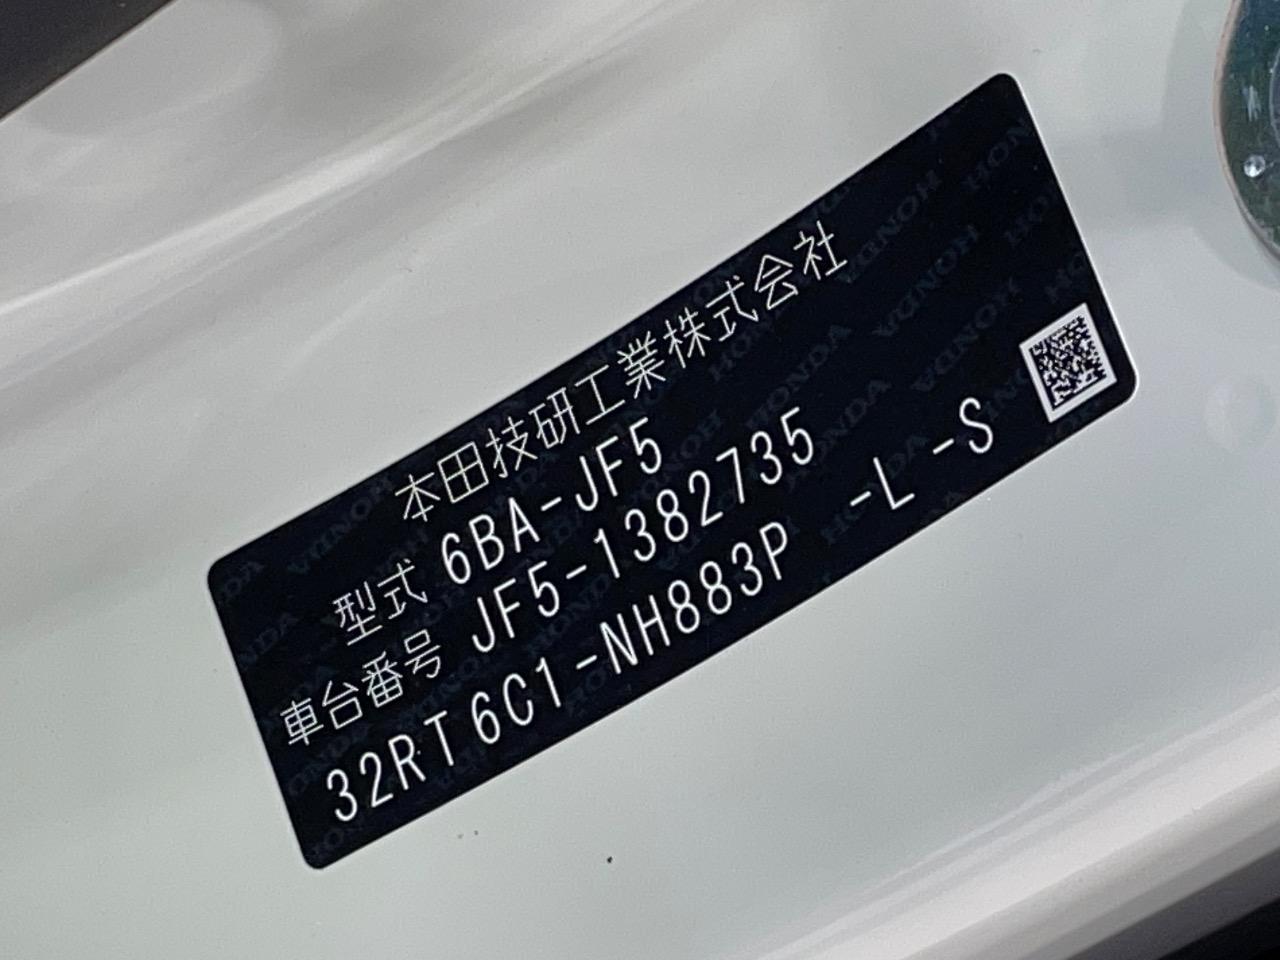 本田技研工業株式会社
型式 6BA-JF5
車台番号 JF5-1382735
32RT6C1-NH883P -L -S